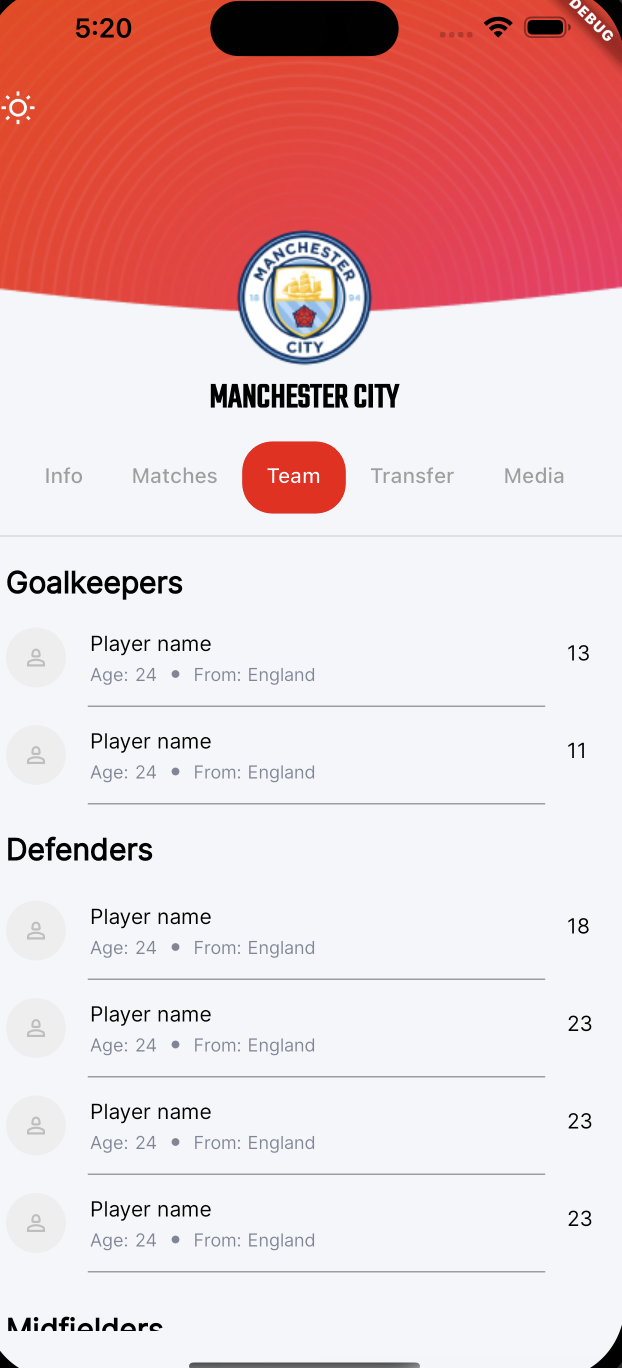 5:20
DEBUG
MANCHESTER
18 94
CITY
MANCHESTER CITY
Info Matches Team Transfer Media
Goalkeepers
Player name
13
Age: 24 • From: England
Player name
11
Age: 24 • From: England
Defenders
Player name
18
Age: 24 • From: England
Player name
23
Age: 24 • From: England
Player name
23
Age: 24 • From: England
Player name
23
Age: 24 • From: England
Midfielders